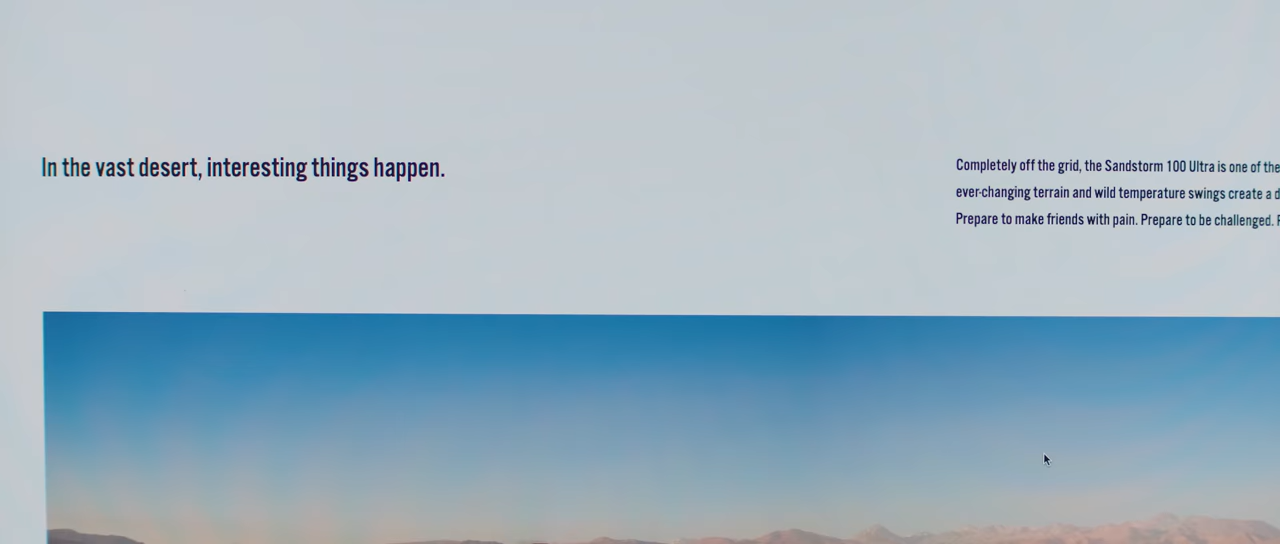 In the vast desert, interesting things happen.
Completely off the grid, the Sandstorm 100 Ultra is one of the
ever-changing terrain and wild temperature swings create a
Prepare to make friends with pain. Prepare to be challenged.